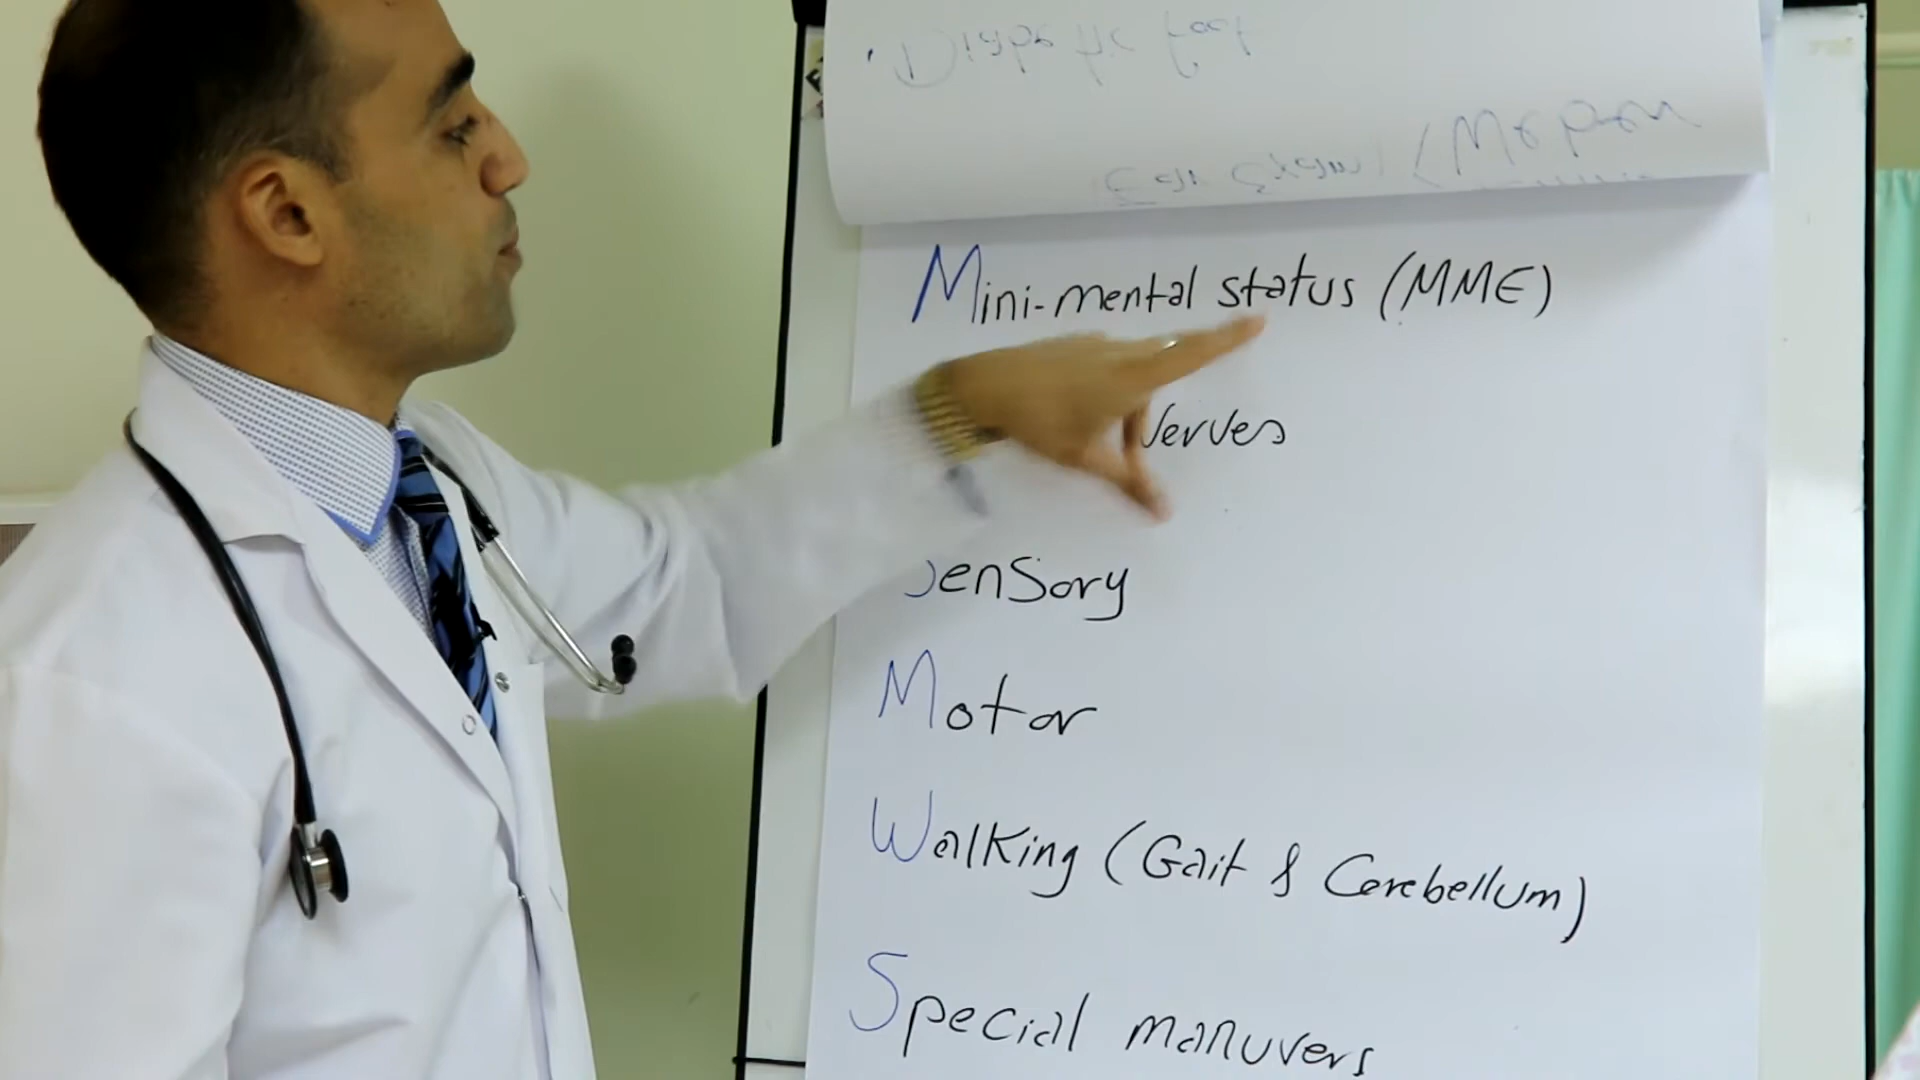 Mini-mental status (MME)
Nerves
Sensory
Motor
Walking (Gait & Cerebellum)
Special manuvers